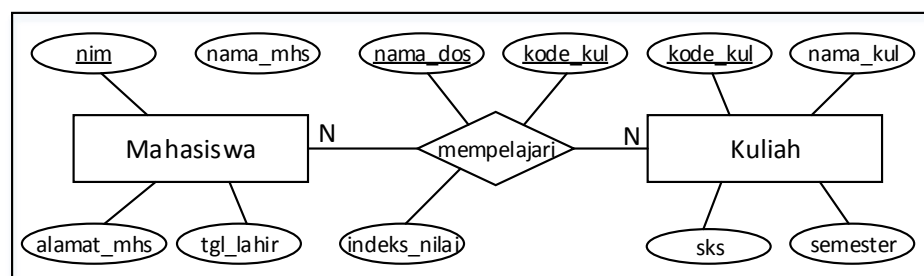 nim nama_mhs nama_dos kode_kul kode_kul nama_kul
Mahasiswa N mempelajari N Kuliah
alamat_mhs tgl_lahir indeks_nilai sks semester